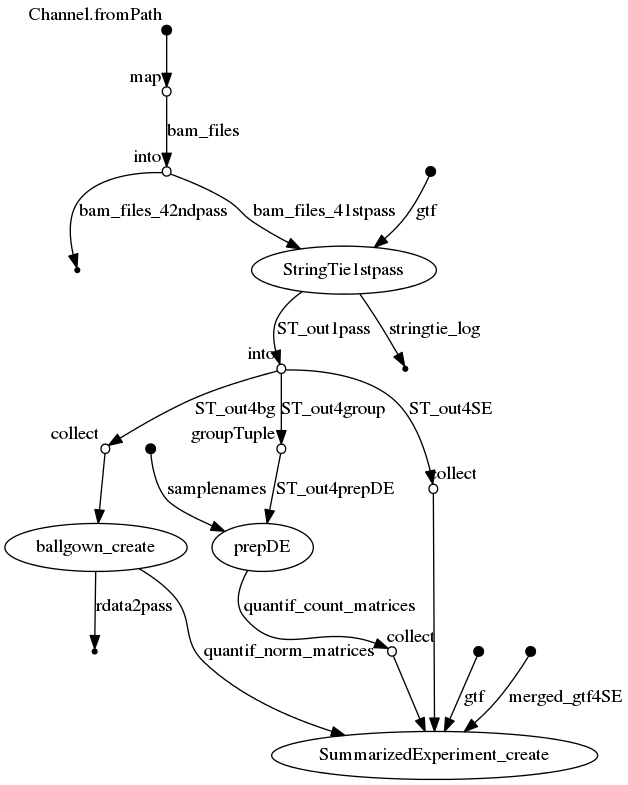 Channel.fromPath
map
bam_files
into
bam_files_42ndpass
bam_files_41stpass
gtf
StringTie1stpass
ST_out1pass
stringtie_log
into
ST_out4bg
ST_out4group
ST_out4SE
collect
groupTuple
collect
samplenames
ST_out4prepDE
ballgown_create
prepDE
rdata2pass
quantif_count_matrices
collect
quantif_norm_matrices
gtf
merged_gtf4SE
SummarizedExperiment_create